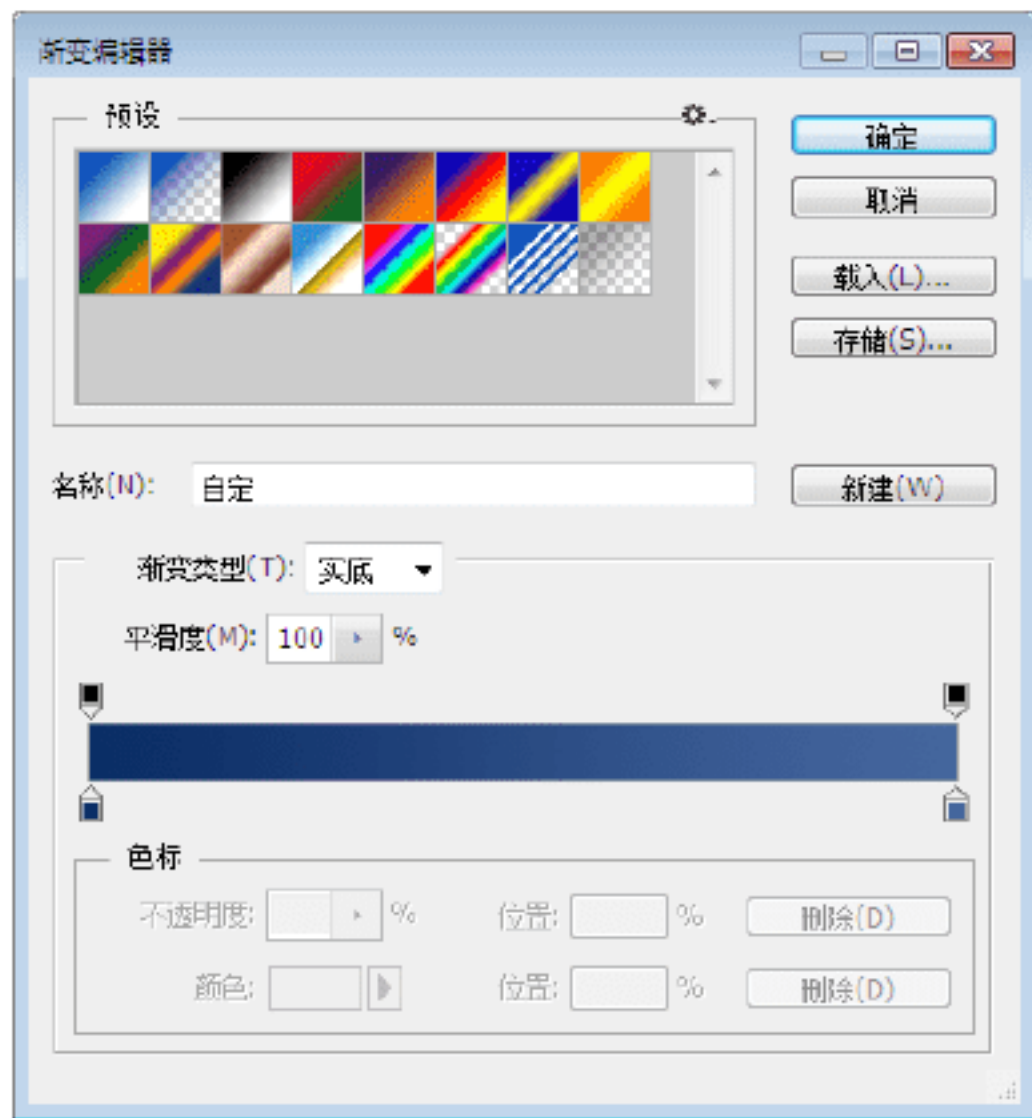 渐变编辑器
预设
确定
取消
载入(L)...
存储(S)...
名称(N): 自定
新建(W)
渐变类型(T): 实底
平滑度(M): 100 %
色标
不透明度: % 位置: % 删除(D)
颜色: 位置: % 删除(D)